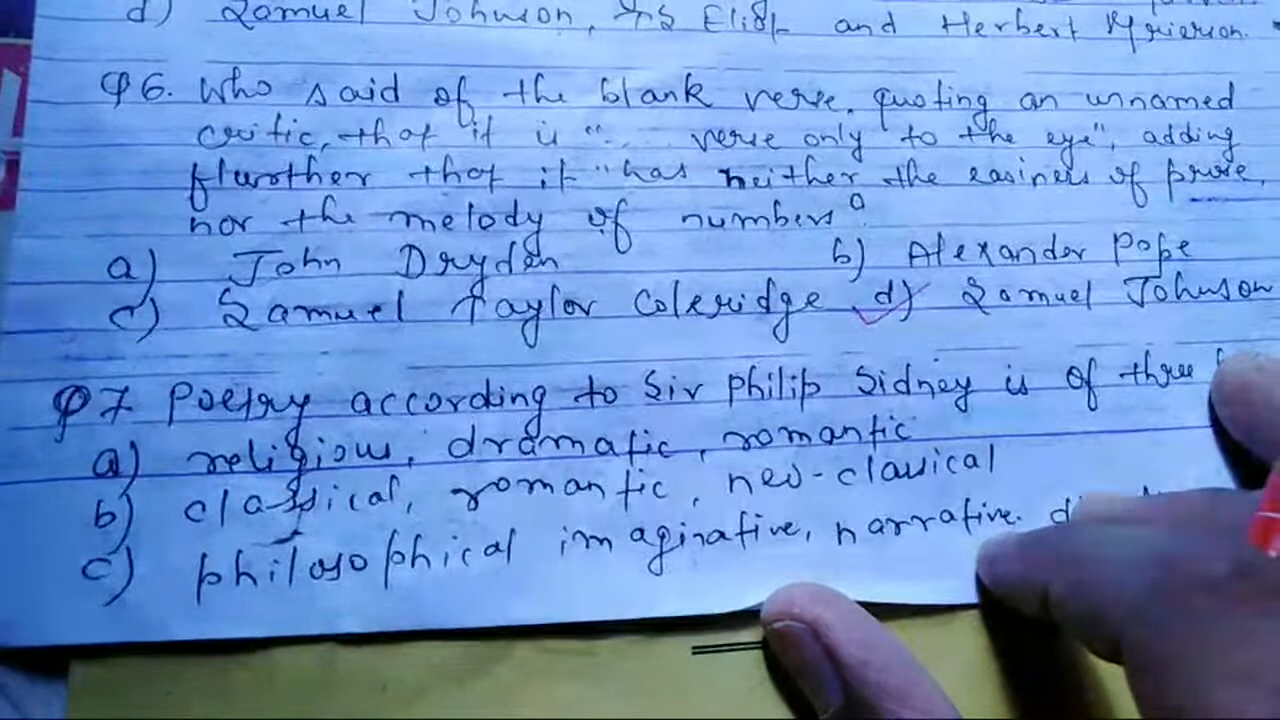 d) Samuel Johnson, TS Eliot and Herbert Grierson.
Q6. Who said of the blank verse, quoting an unnamed
critic, that it is "... verse only to the eye", adding
flurther that it "has neither the easiness of prose,
nor the melody of numbers"
a) John Dryden b) Alexander Pope
c) Samuel Taylor Coleridge d) Samuel Johnson
Q7 Poetry according to Sir Philip Sidney is of three
a) religious, dramatic, romantic
b) classical, romantic, neo-classical
c) philosophical imaginative, narrative.